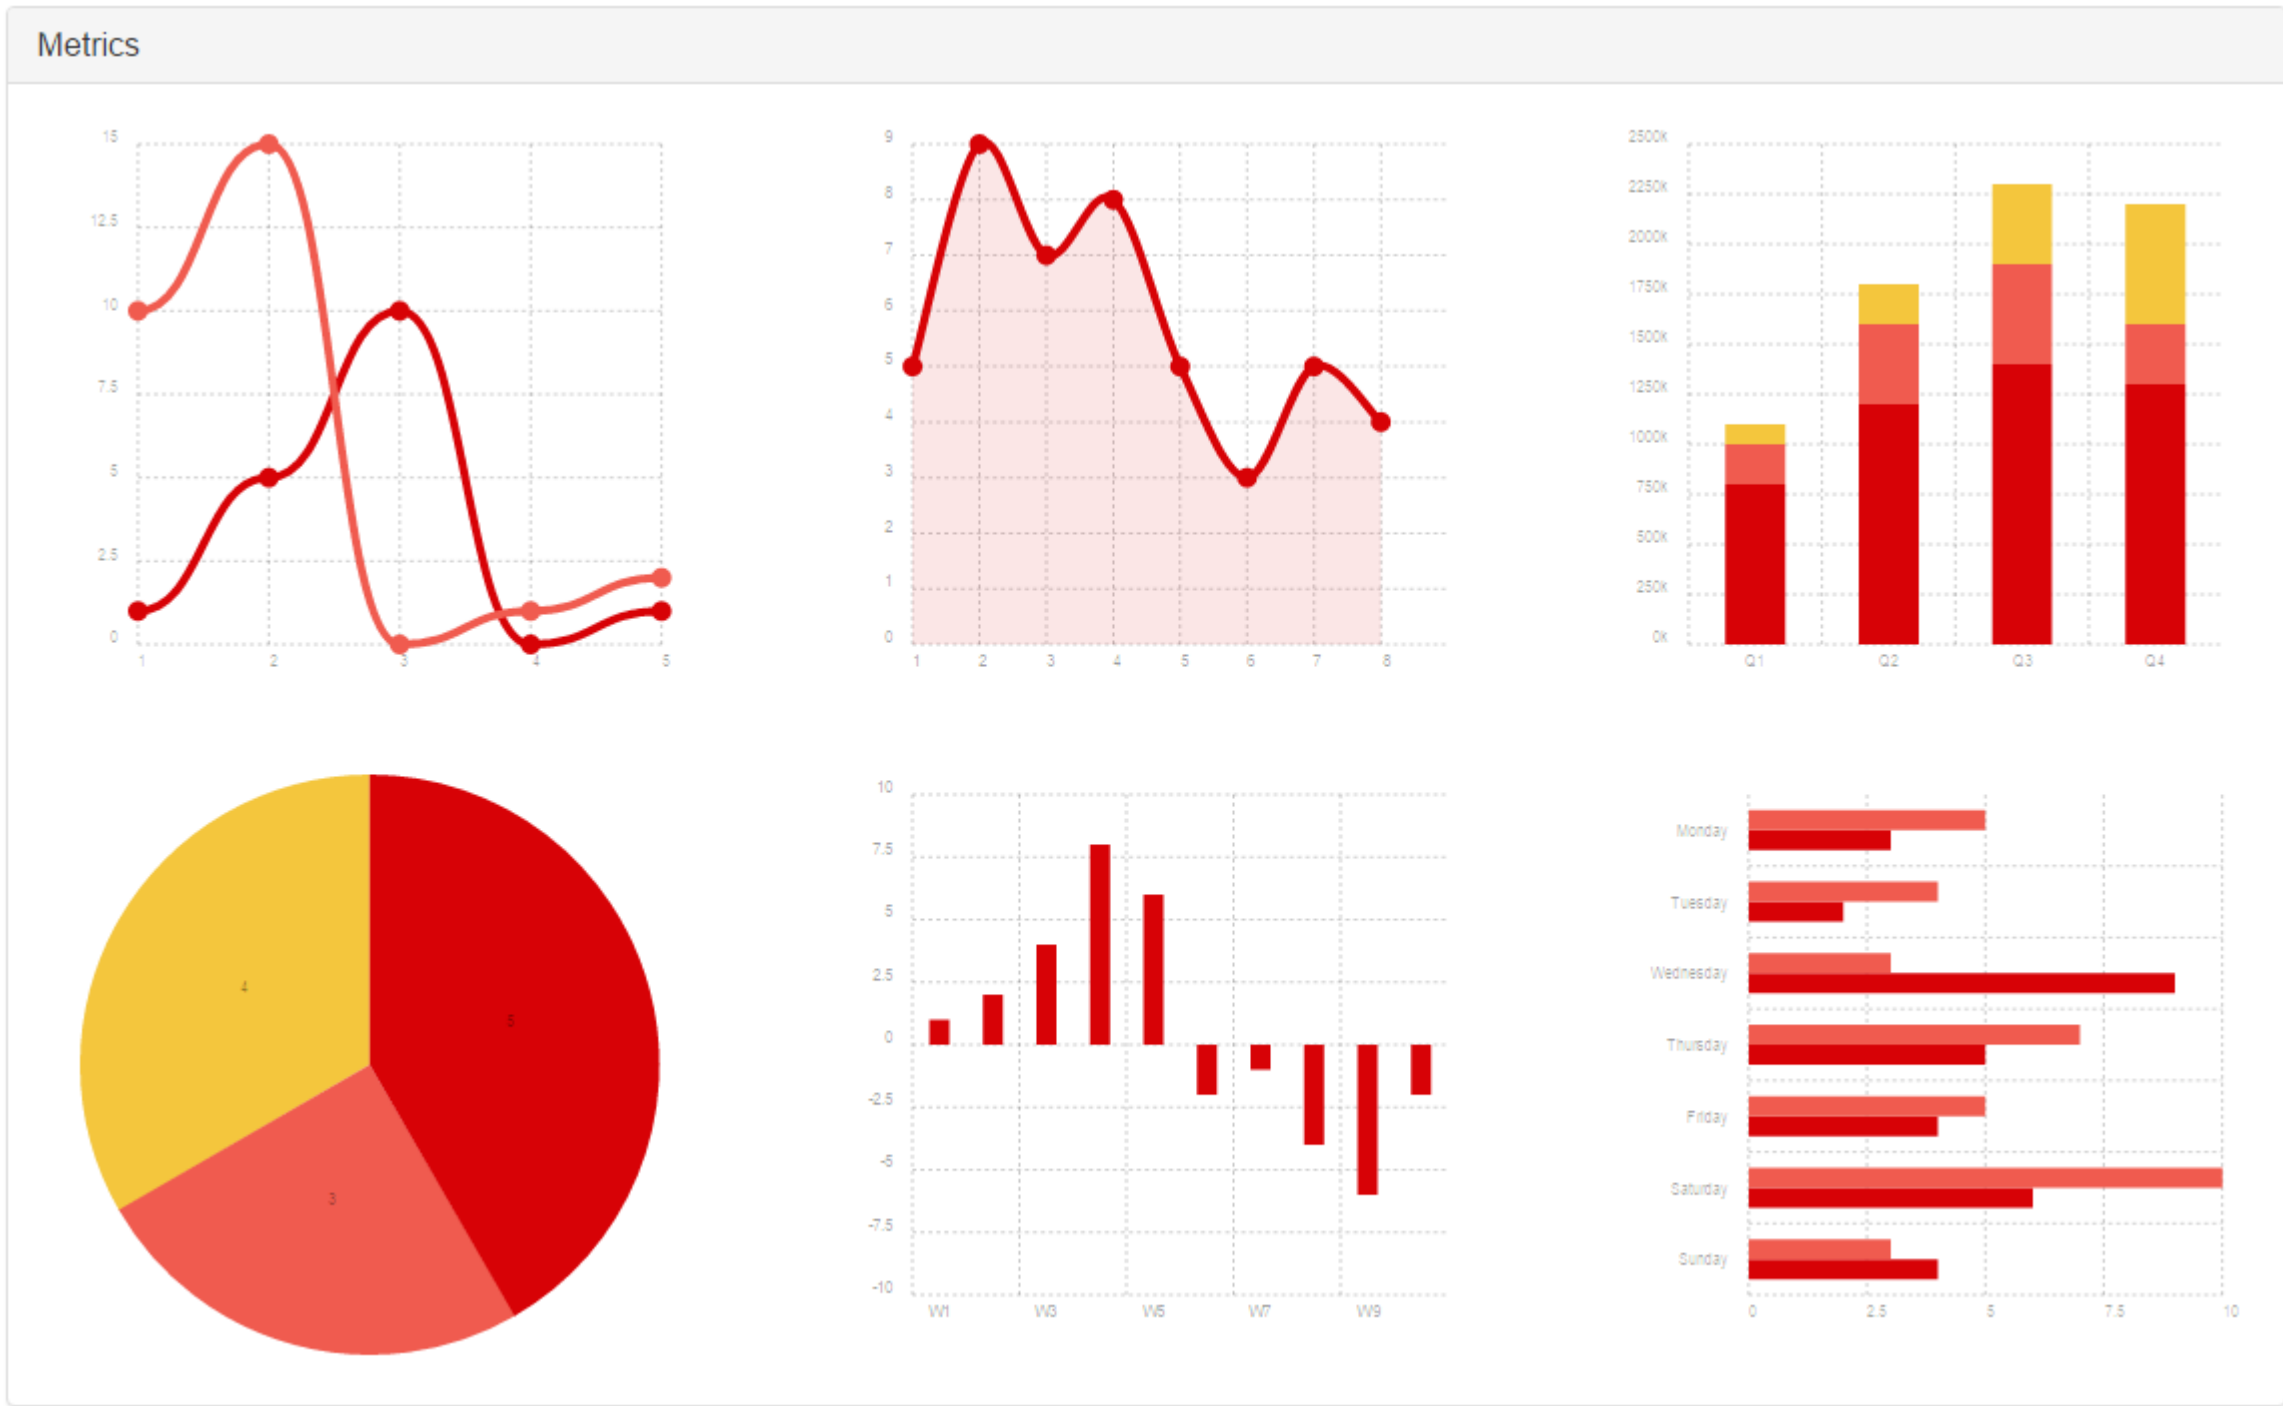 Metrics
15
12.5
10
7.5
5
2.5
0
1 2 3 4 5
9
8
7
6
5
4
3
2
1
0
1 2 3 4 5 6 7 8
2500k
2250k
2000k
1750k
1500k
1250k
1000k
750k
500k
250k
0k
Q1 Q2 Q3 Q4
4
5
3
10
7.5
5
2.5
0
-2.5
-5
-7.5
-10
W1 W3 W5 W7 W9
Monday
Tuesday
Wednesday
Thursday
Friday
Saturday
Sunday
0 2.5 5 7.5 10